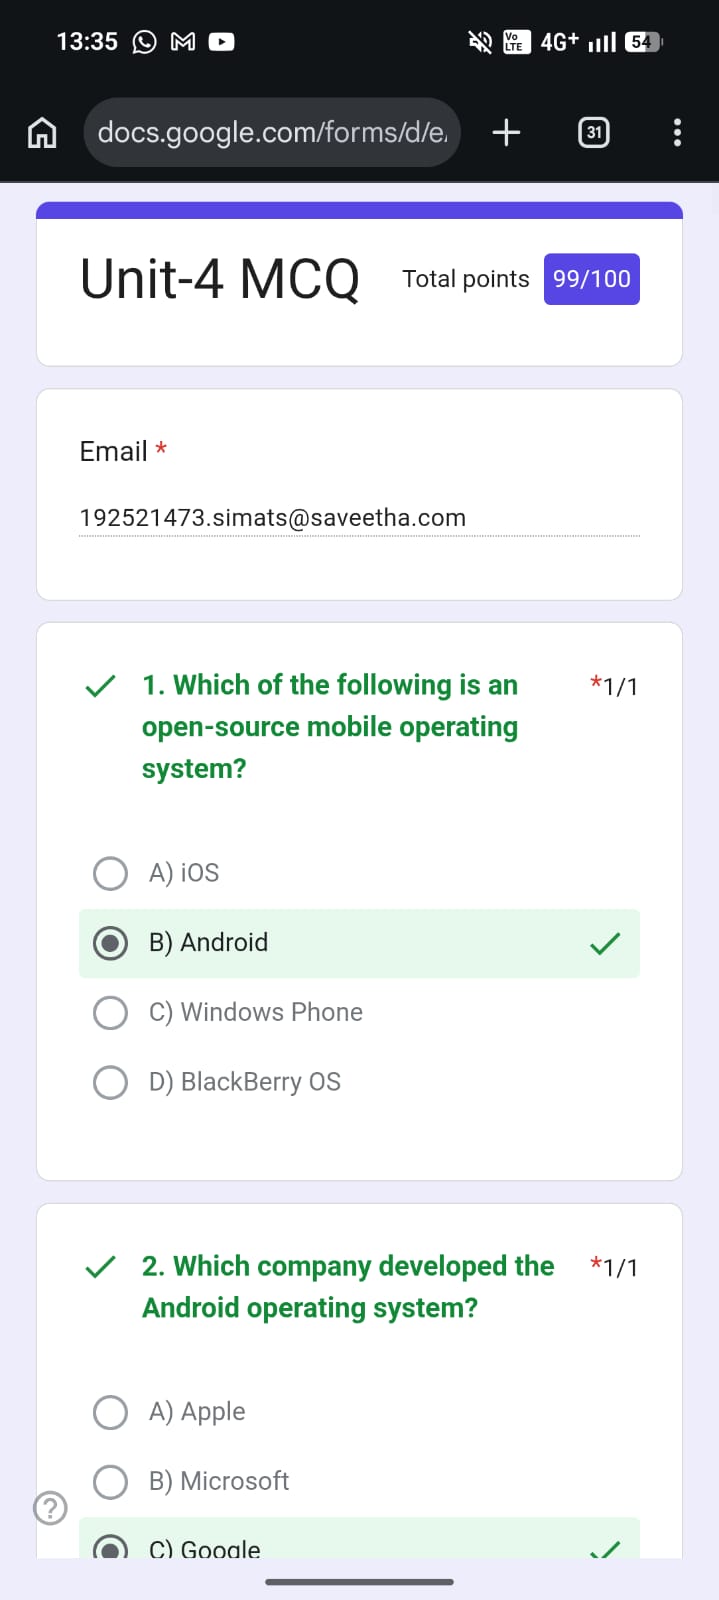 13:35 Vo LTE 4G+ 54
docs.google.com/forms/d/e 31
Unit-4 MCQ Total points 99/100
Email *
192521473.simats@saveetha.com
1. Which of the following is an *1/1
open-source mobile operating
system?
A) iOS
B) Android
C) Windows Phone
D) BlackBerry OS
2. Which company developed the *1/1
Android operating system?
A) Apple
B) Microsoft
?
C) Google